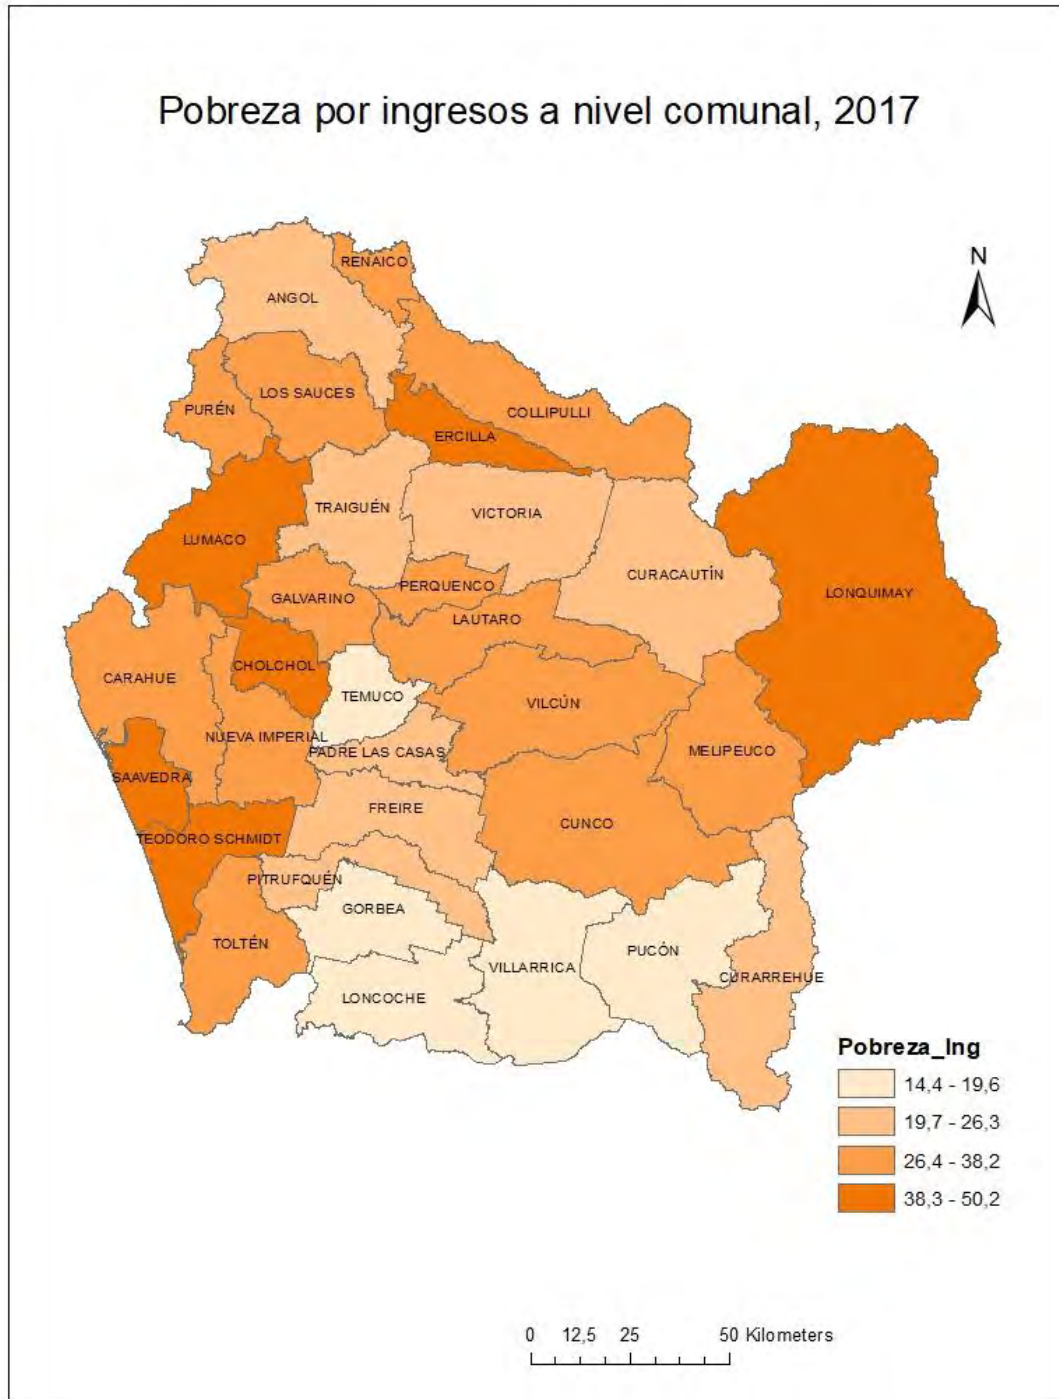 Pobreza por ingresos a nivel comunal, 2017
N
RENAICO
ANGOL
LOS SAUCES
PURÉN
COLLIPULLI
ERCILLA
TRAIGUÉN
VICTORIA
LUMACO
CURACAUTÍN
PERQUENCO
LONQUIMAY
GALVARINO
LAUTARO
CHOLCHOL
CARAHUE
TEMUCO
VILCÚN
NUEVA IMPERIAL
PADRE LAS CASAS
MELIPEUCO
SAAVEDRA
FREIRE
CUNCO
TEODORO SCHMIDT
PITRUFQUÉN
GORBEA
TOLTÉN
PUCÓN
VILLARRICA
CURARREHUE
LONCOCHE
Pobreza_Ing
14,4 - 19,6
19,7 - 26,3
26,4 - 38,2
38,3 - 50,2
0 12,5 25 50 Kilometers